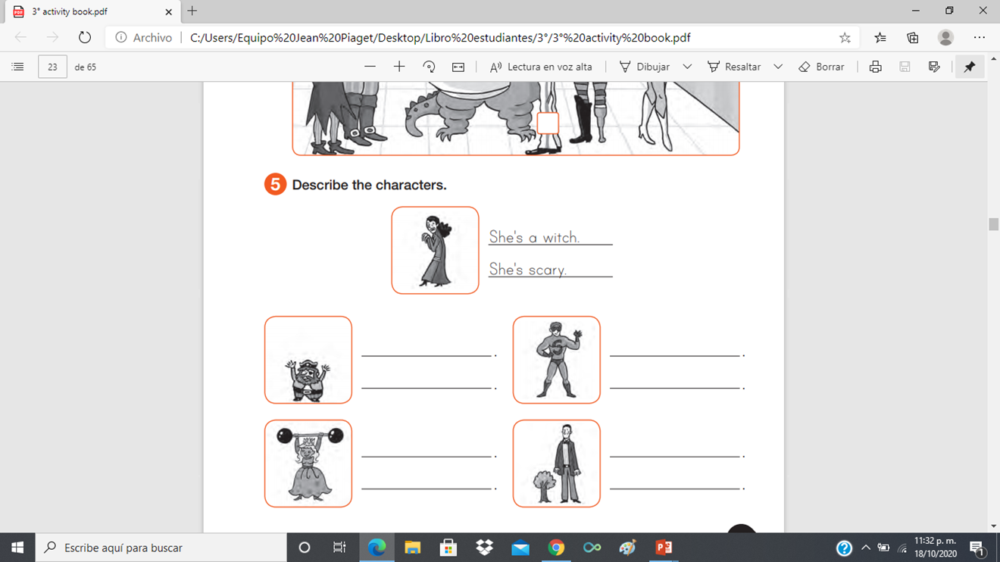 3° activity book.pdf
Archivo
C:/Users/Equipo%20Jean%20Piaget/Desktop/Libro%20estudiantes/3°/3°%20activity%20book.pdf
23 de 65
Lectura en voz alta
Dibujar
Resaltar
Borrar
5 Describe the characters.
She's a witch.
She's scary.
S
Escribe aquí para buscar
11:32 p. m.
18/10/2020
1